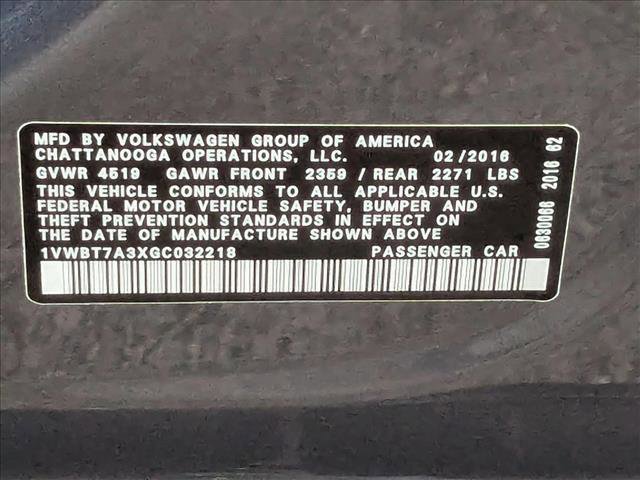 MFD BY VOLKSWAGEN GROUP OF AMERICA
CHATTANOOGA OPERATIONS, LLC. 02/2016
GVWR 4519 GAWR FRONT 2359 / REAR 2271 LBS
THIS VEHICLE CONFORMS TO ALL APPLICABLE U.S.
FEDERAL MOTOR VEHICLE SAFETY, BUMPER AND
THEFT PREVENTION STANDARDS IN EFFECT ON
THE DATE OF MANUFACTURE SHOWN ABOVE
1VWBT7A3XGC032218 PASSENGER CAR
0630066 2016 62